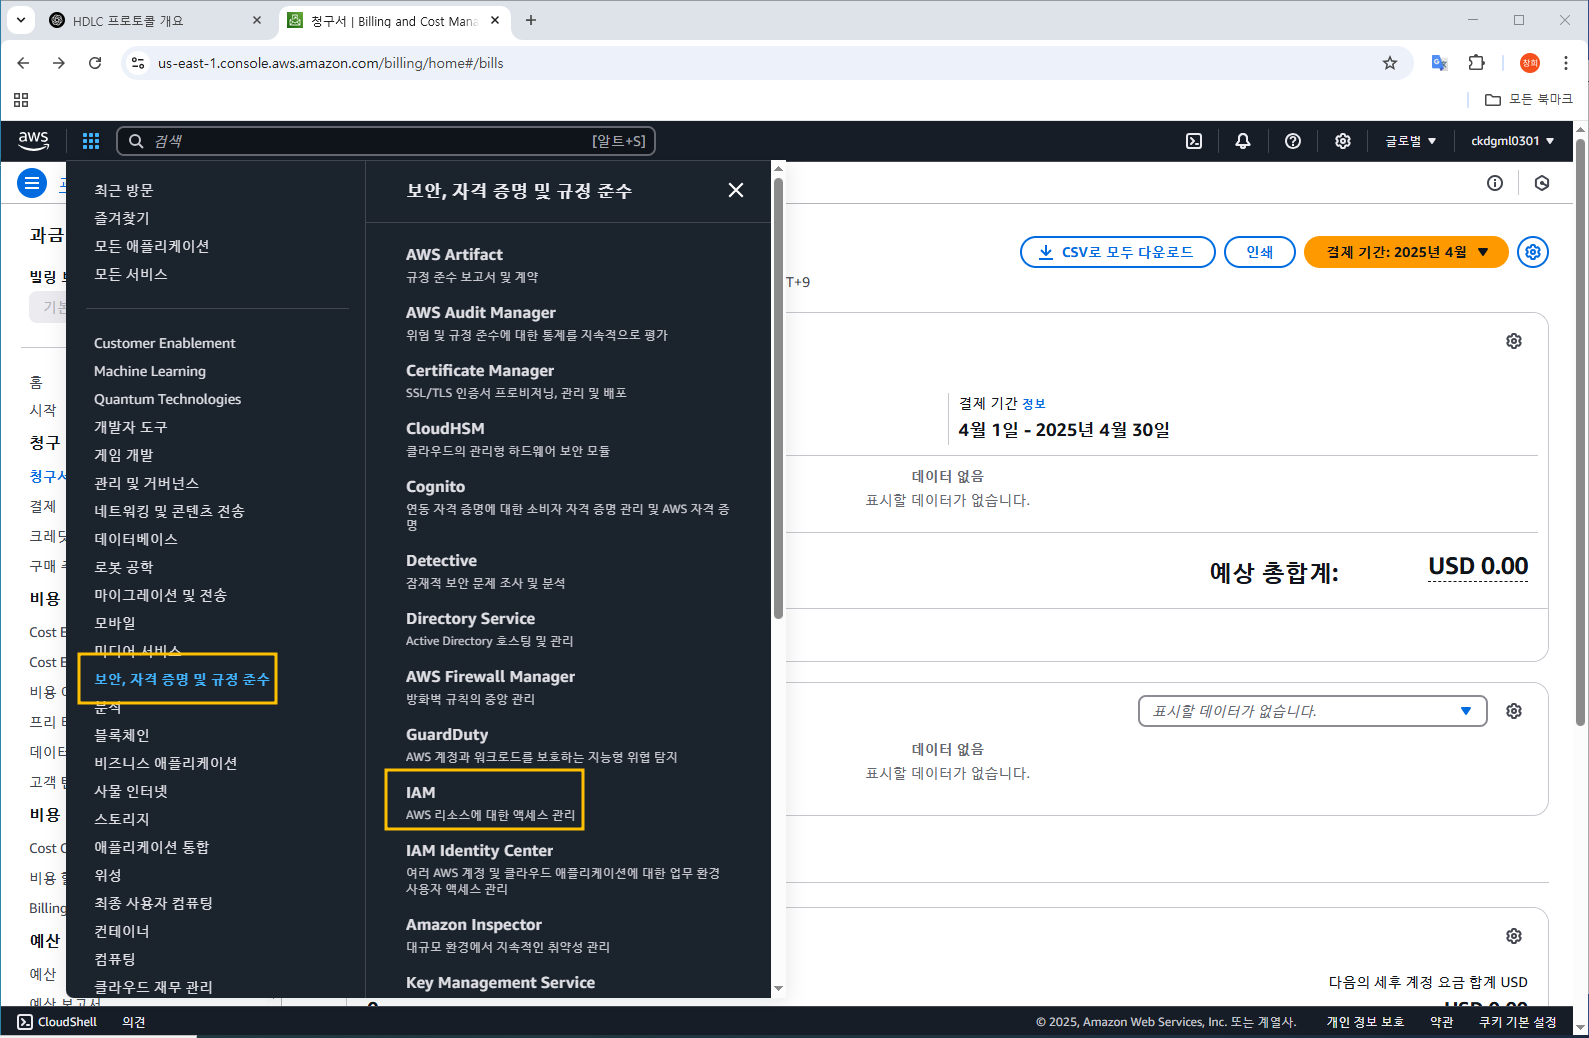 HDLC 프로토콜 개요
청구서 | Billing and Cost Mana
us-east-1.console.aws.amazon.com/billing/home#/bills
창희
모든 북마크
aws
검색
[알트+S]
글로벌
ckdgml0301
과금
빌링
기본
홈
시작
청구
청구서
결제
구매
비용
Cost E
Cost E
비용
프리
데이터
고객
비용
Cost
비용
Billing
예산
예산
예산 보고서
최근 방문
즐겨찾기
모든 애플리케이션
모든 서비스
Customer Enablement
Machine Learning
Quantum Technologies
개발자 도구
게임 개발
관리 및 거버넌스
네트워킹 및 콘텐츠 전송
데이터베이스
로봇 공학
마이그레이션 및 전송
모바일
미디어 서비스
보안, 자격 증명 및 규정 준수
분석
블록체인
비즈니스 애플리케이션
사물 인터넷
스토리지
애플리케이션 통합
위성
최종 사용자 컴퓨팅
컨테이너
컴퓨팅
클라우드 재무 관리
보안, 자격 증명 및 규정 준수
AWS Artifact
규정 준수 보고서 및 계약
AWS Audit Manager
위험 및 규정 준수에 대한 통제를 지속적으로 평가
Certificate Manager
SSL/TLS 인증서 프로비저닝, 관리 및 배포
CloudHSM
클라우드의 관리형 하드웨어 보안 모듈
Cognito
연동 자격 증명에 대한 소비자 자격 증명 관리 및 AWS 자격 증
명
Detective
잠재적 보안 문제 조사 및 분석
Directory Service
Active Directory 호스팅 및 관리
AWS Firewall Manager
방화벽 규칙의 중앙 관리
GuardDuty
AWS 계정과 워크로드를 보호하는 지능형 위협 탐지
IAM
AWS 리소스에 대한 액세스 관리
IAM Identity Center
여러 AWS 계정 및 클라우드 애플리케이션에 대한 업무 환경
사용자 액세스 관리
Amazon Inspector
대규모 환경에서 지속적인 취약성 관리
Key Management Service
CSV로 모두 다운로드
인쇄
결제 기간: 2025년 4월
T+9
결제 기간 정보
4월 1일 - 2025년 4월 30일
데이터 없음
표시할 데이터가 없습니다.
예상 총합계:
USD 0.00
표시할 데이터가 없습니다.
데이터 없음
표시할 데이터가 없습니다.
다음의 세후 계정 요금 합계 USD
USD 0.00
CloudShell
의견
© 2025, Amazon Web Services, Inc. 또는 계열사.
개인 정보 보호
약관
쿠키 기본 설정